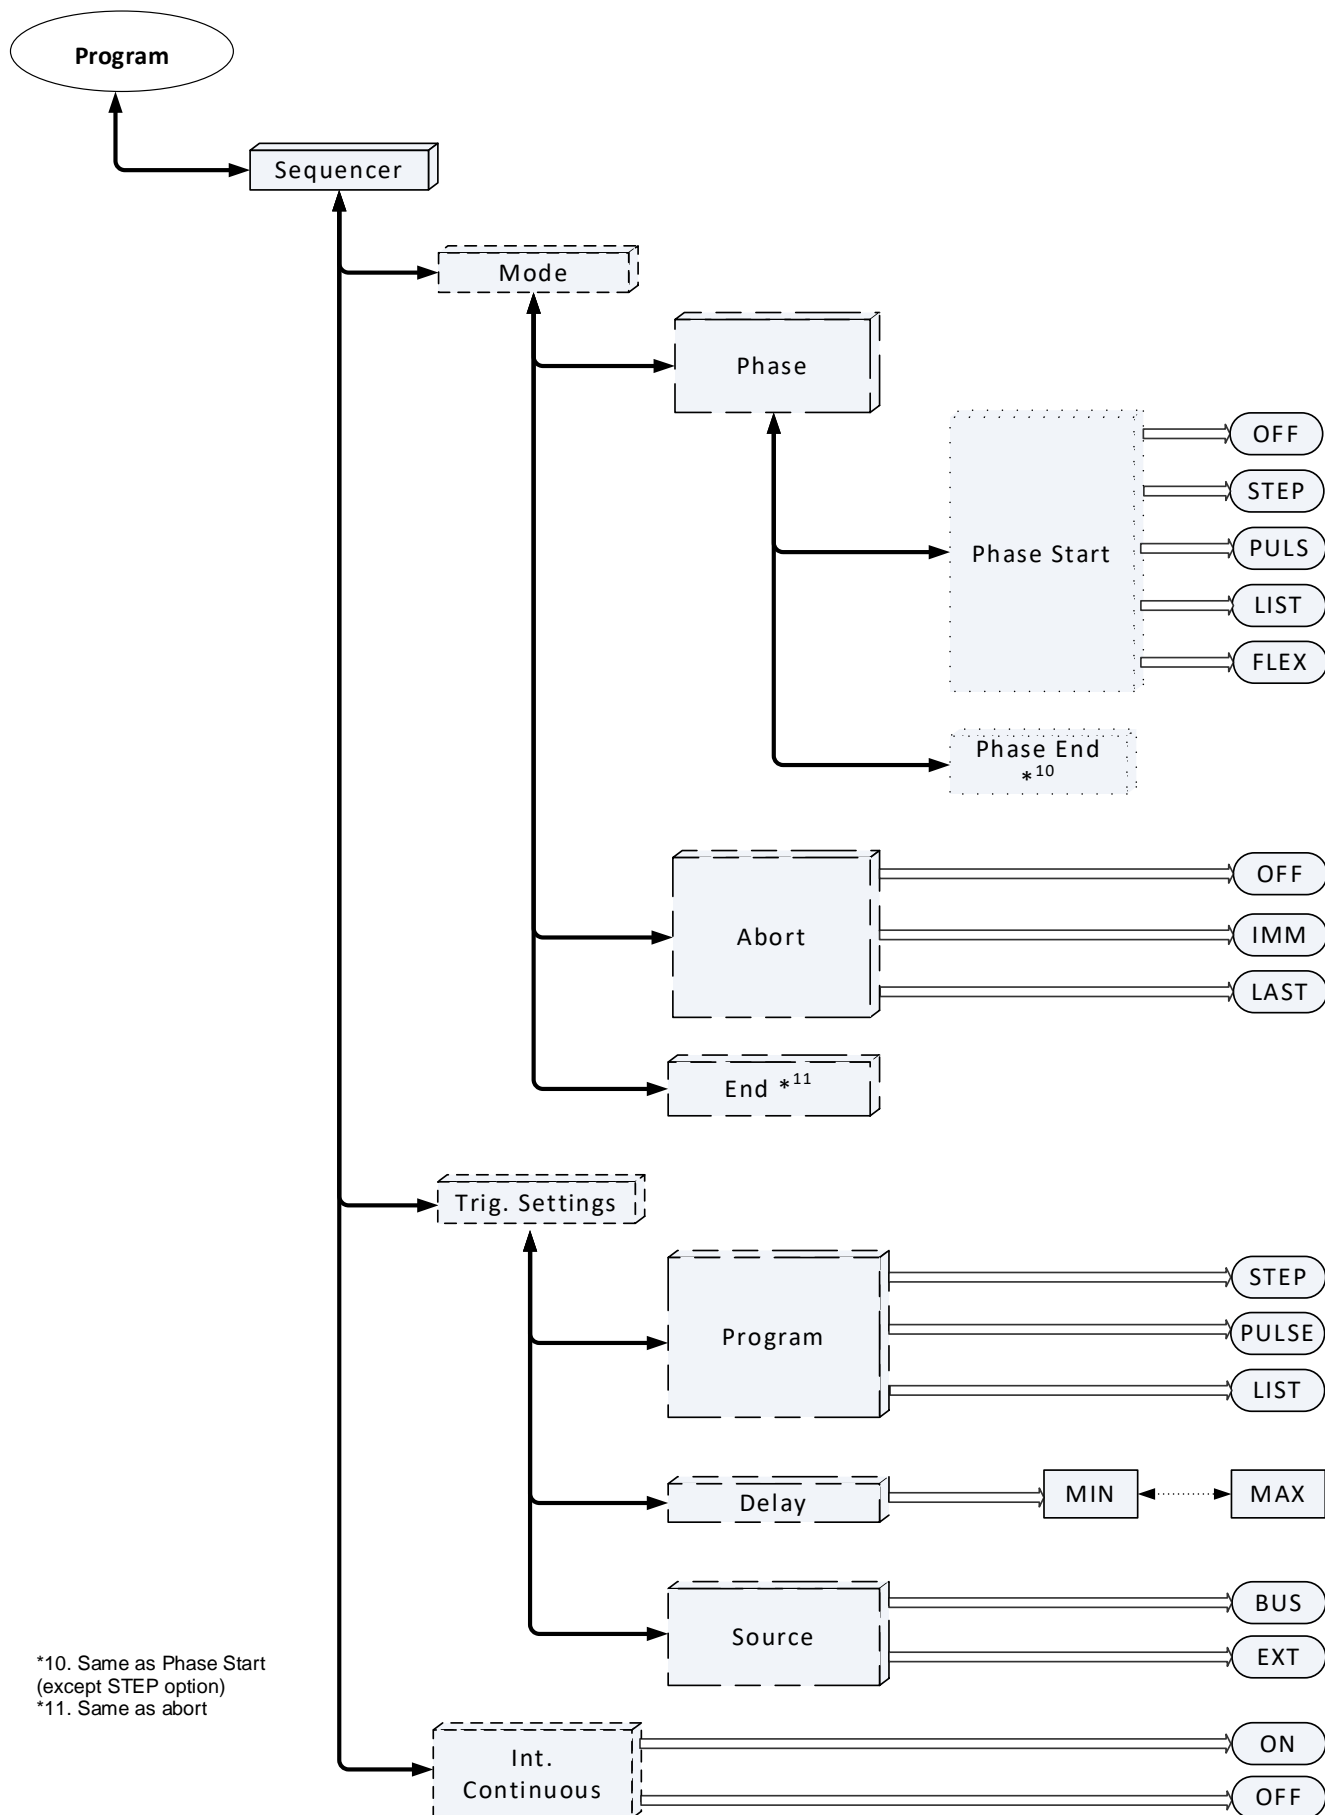 Program
Sequencer
Mode
Phase
Phase Start
OFF
STEP
PULS
LIST
FLEX
Phase End
*10
Abort
OFF
IMM
LAST
End *11
Trig. Settings
Program
STEP
PULSE
LIST
Delay
MIN
MAX
Source
BUS
EXT
*10. Same as Phase Start
(except STEP option)
*11. Same as abort
Int.
Continuous
ON
OFF